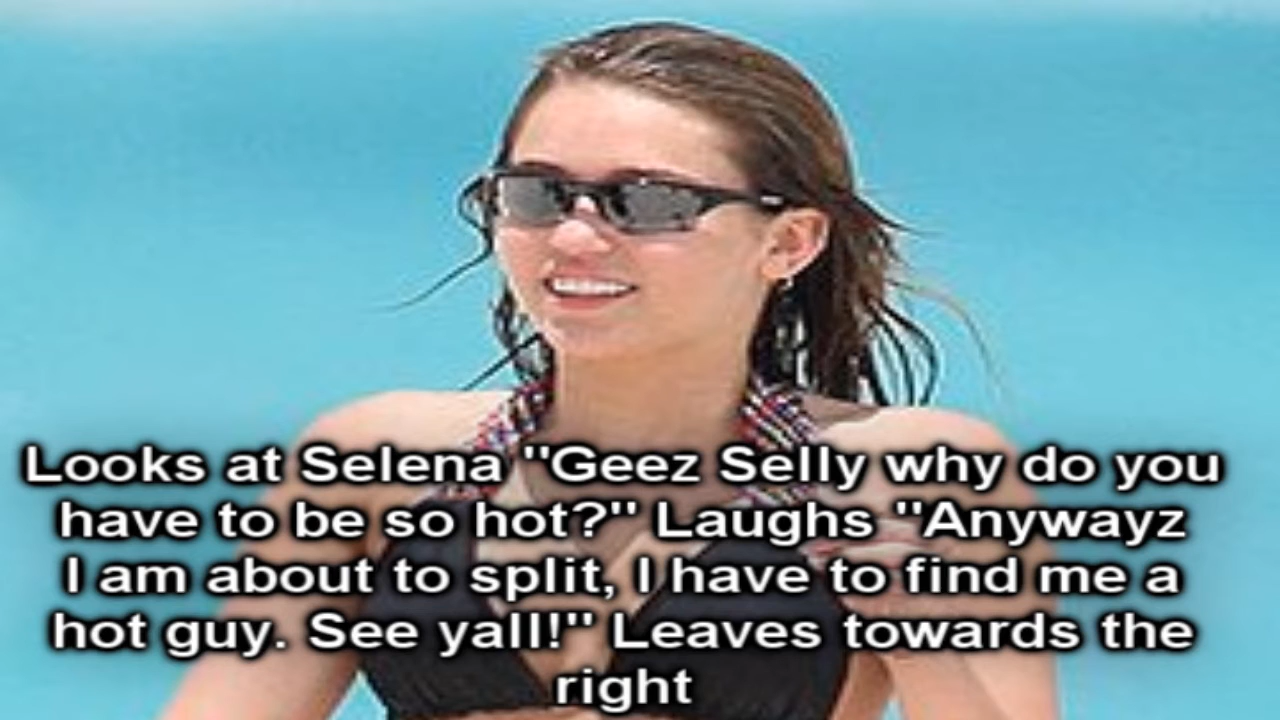 Looks at Selena "Geez Selly why do you
have to be so hot?" Laughs "Anywayz
I am about to split, I have to find me a
hot guy. See yall!" Leaves towards the
right